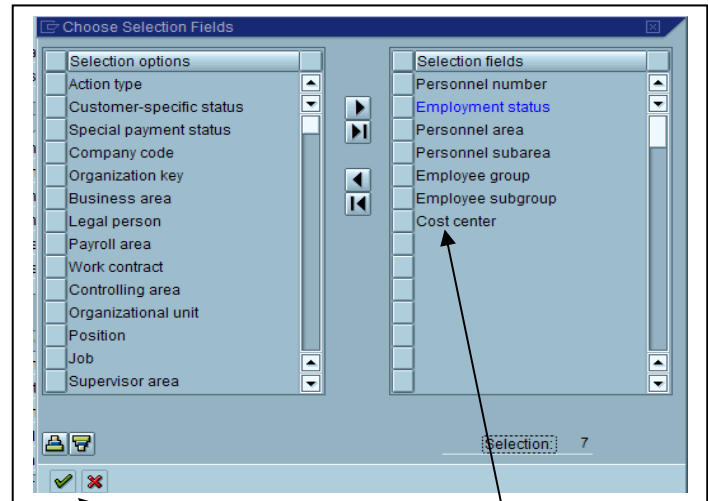 Choose Selection Fields
Selection options
Action type
Customer-specific status
Special payment status
Company code
Organization key
Business area
Legal person
Payroll area
Work contract
Controlling area
Organizational unit
Position
Job
Supervisor area
Selection fields
Personnel number
Employment status
Personnel area
Personnel subarea
Employee group
Employee subgroup
Cost center
Selection: 7